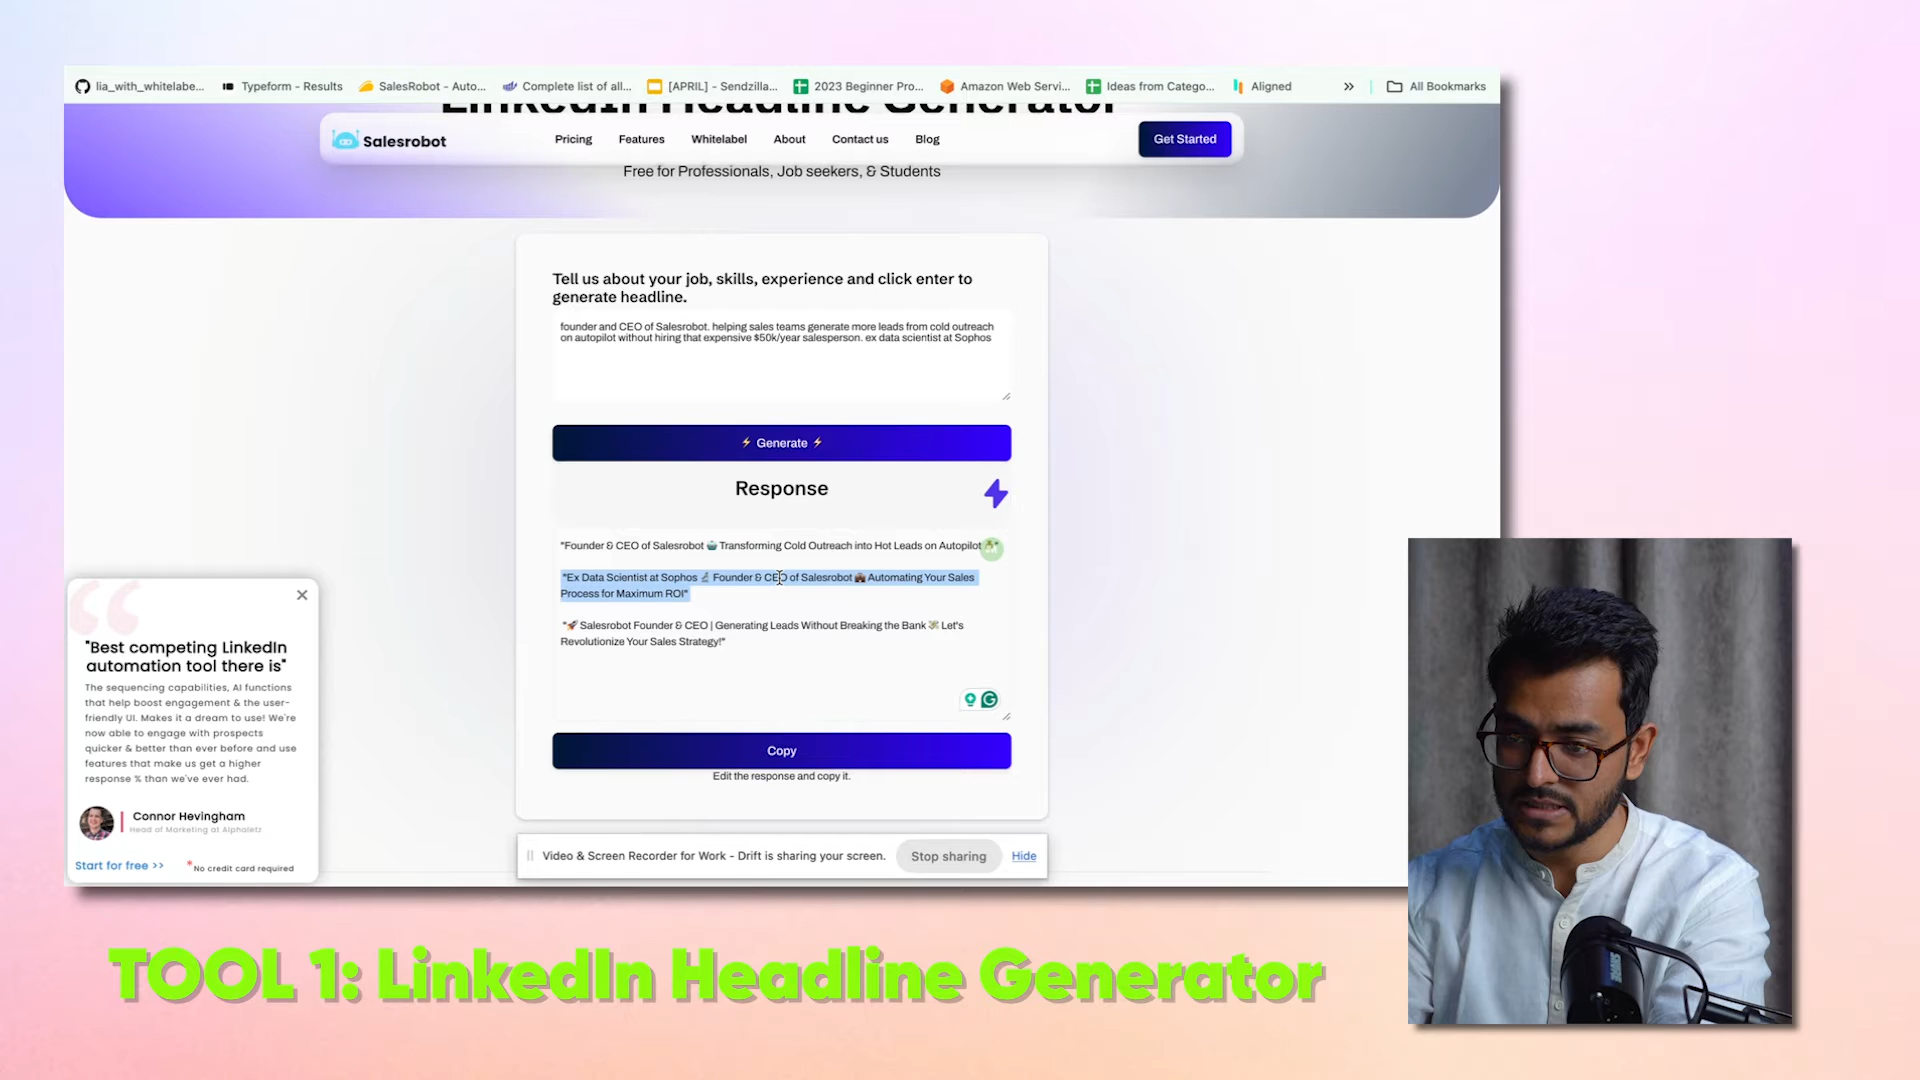 lia_with_whitelabe...
Typeform - Results
SalesRobot - Auto...
Complete list of all...
[APRIL] - Sendzilla...
2023 Beginner Pro...
Amazon Web Servi...
Ideas from Catego...
Aligned
All Bookmarks
LinkedIn Headline Generator
Salesrobot
Pricing
Features
Whitelabel
About
Contact us
Blog
Get Started
Free for Professionals, Job seekers, & Students
Tell us about your job, skills, experience and click enter to
generate headline.
founder and CEO of Salesrobot. helping sales teams generate more leads from cold outreach
on autopilot without hiring that expensive $50k/year salesperson. ex data scientist at Sophos
⚡ Generate ⚡
Response
"Founder & CEO of Salesrobot 🤖 Transforming Cold Outreach into Hot Leads on Autopilot
"Ex Data Scientist at Sophos 🔬 Founder & CEO of Salesrobot 💼 Automating Your Sales
Process for Maximum ROI"
"🚀 Salesrobot Founder & CEO | Generating Leads Without Breaking the Bank 💸 Let's
Revolutionize Your Sales Strategy!"
Copy
Edit the response and copy it.
"Best competing LinkedIn
automation tool there is"
The sequencing capabilities, AI functions
that help boost engagement & the user-
friendly UI. Makes it a dream to use! We're
now able to engage with prospects
quicker & better than ever before and use
features that make us get a higher
response % than we've ever had.
Connor Hevingham
Head of Marketing at Alphaletz
Start for free >>
*No credit card required
Video & Screen Recorder for Work - Drift is sharing your screen.
Stop sharing
Hide
TOOL 1: LinkedIn Headline Generator
SHURE